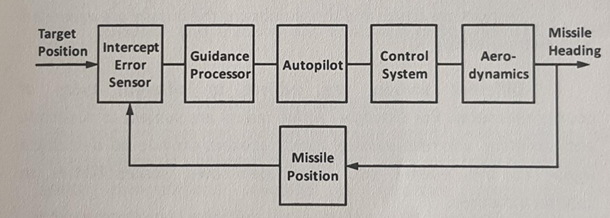 Target
Position
Intercept
Error
Sensor
Guidance
Processor
Autopilot
Control
System
Aero-
dynamics
Missile
Heading
Missile
Position